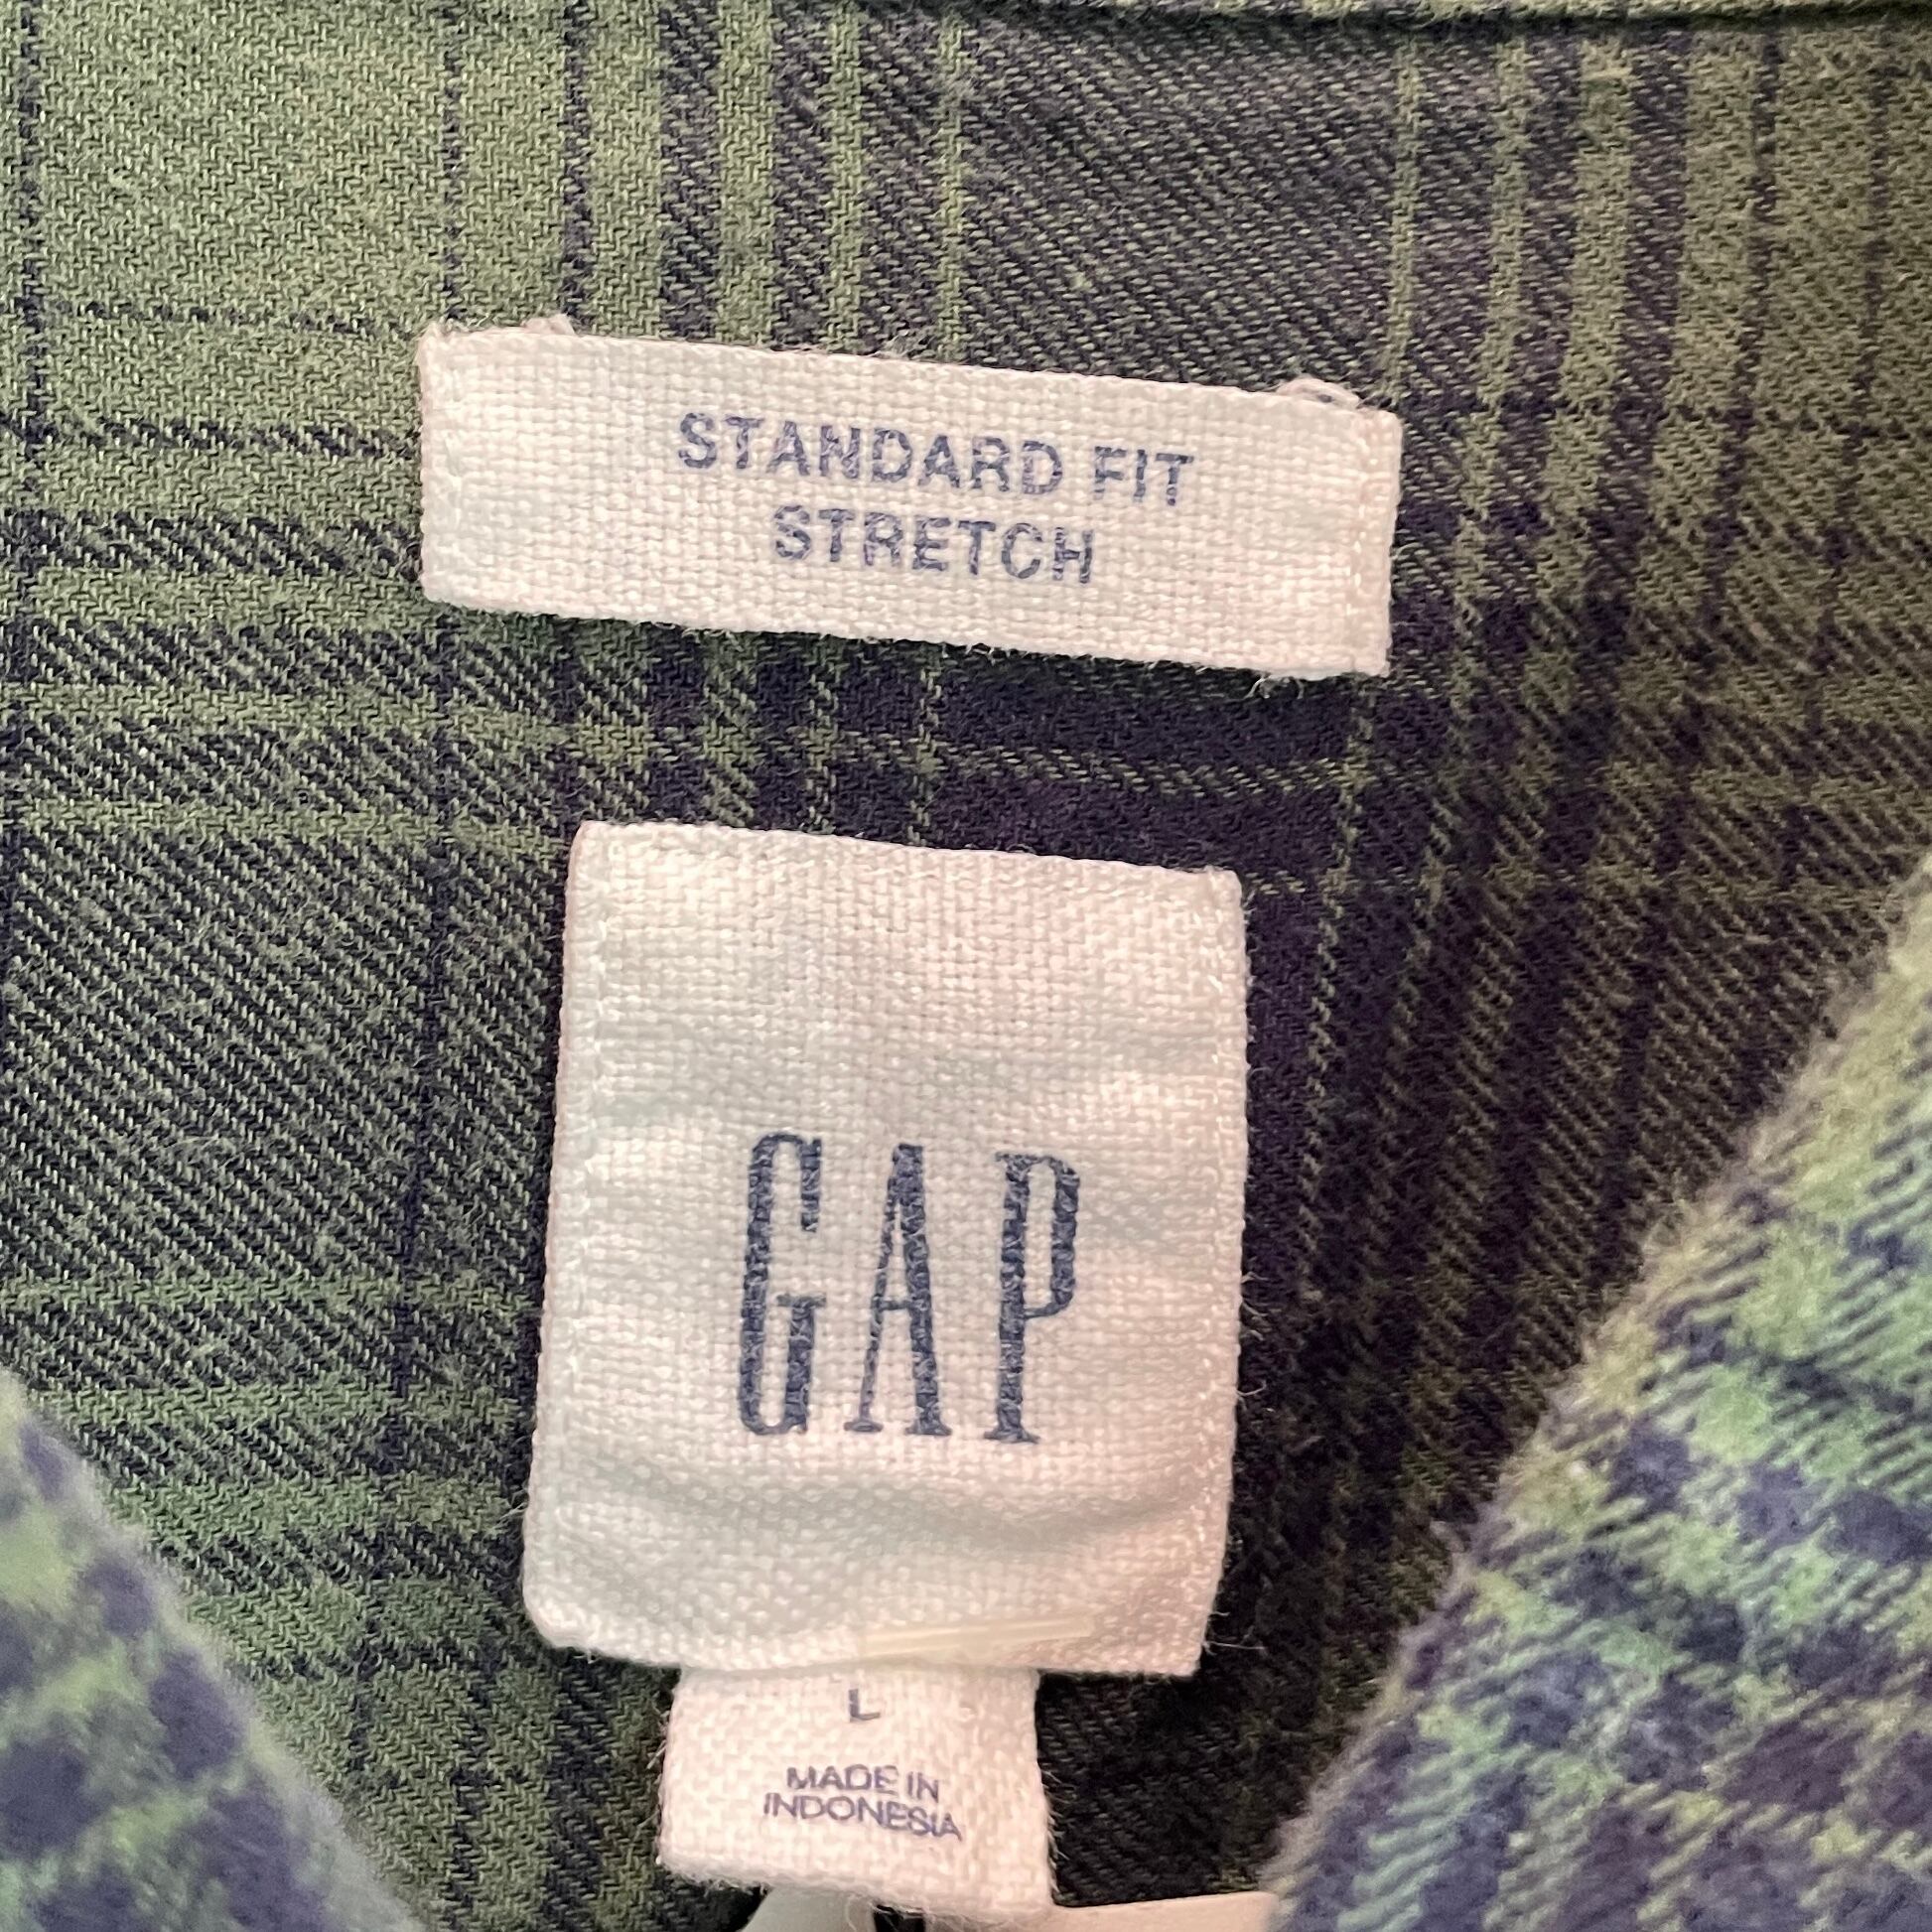 STANDARD FIT
STRETCH
GAP
L
MADE IN
INDONESIA